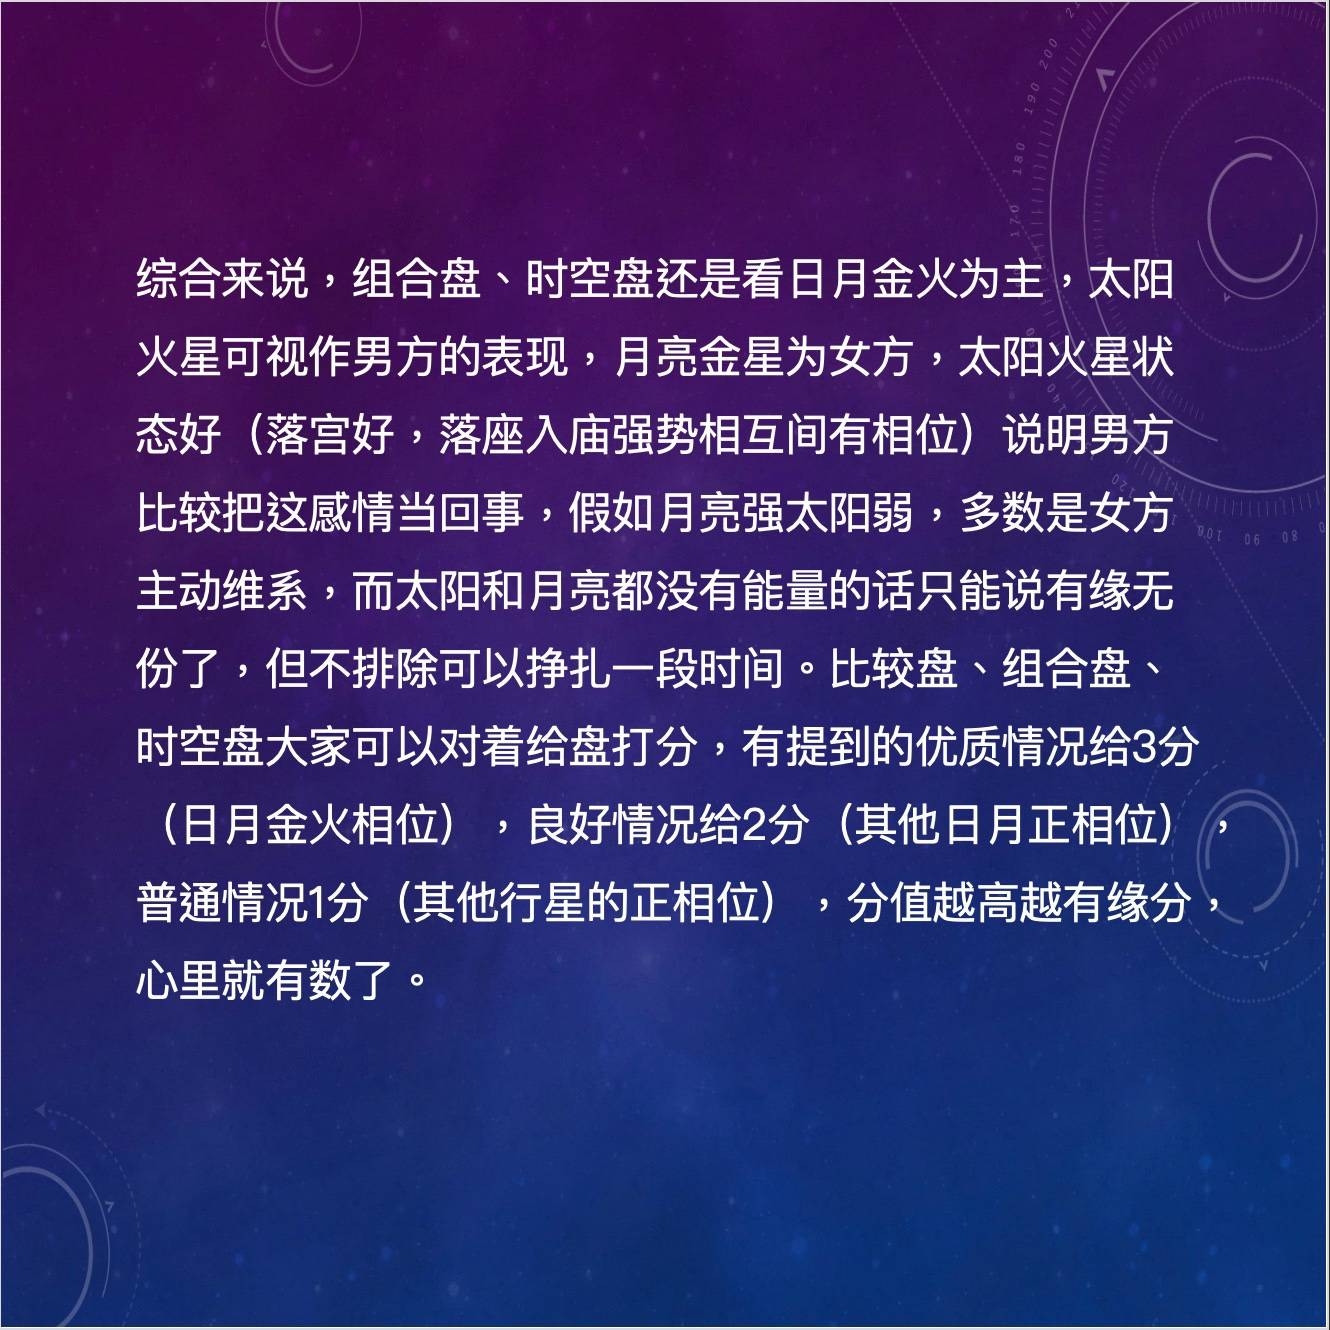 综合来说，组合盘、时空盘还是看日月金火为主，太阳
火星可视作男方的表现，月亮金星为女方，太阳火星状
态好（落宫好，落座入庙强势相互间有相位）说明男方
比较把这感情当回事，假如月亮强太阳弱，多数是女方
主动维系，而太阳和月亮都没有能量的话只能说有缘无
份了，但不排除可以挣扎一段时间。比较盘、组合盘、
时空盘大家可以对着给盘打分，有提到的优质情况给3分
（日月金火相位），良好情况给2分（其他日月正相位），
普通情况1分（其他行星的正相位），分值越高越有缘分，
心里就有数了。
200
190
180
170
140
120
100
90
80